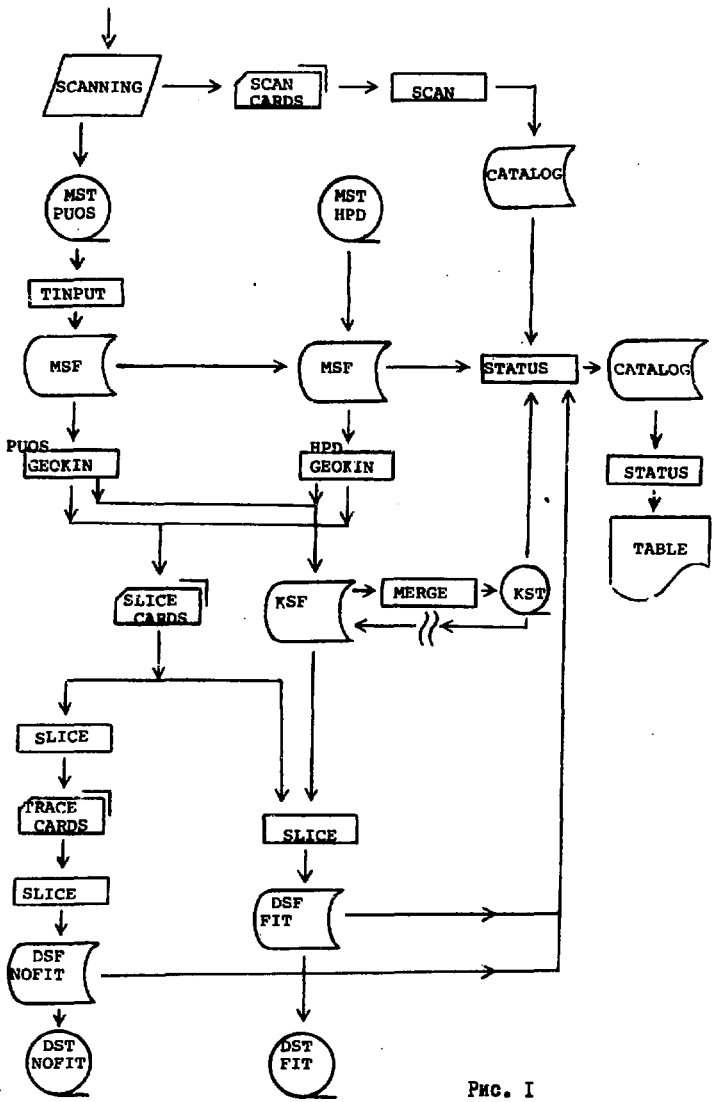 SCANNING
SCAN
CARDS
SCAN
CATALOG
MST
PUOS
MST
HPD
TINPUT
MSF
MSF
STATUS
CATALOG
PUOS
GEOKIN
HPD
GEOKIN
STATUS
TABLE
SLICE
CARDS
KSF
MERGE
KST
SLICE
TRACE
CARDS
SLICE
SLICE
DSF
FIT
DSF
NOFIT
DST
NOFIT
DST
FIT
Рис. I